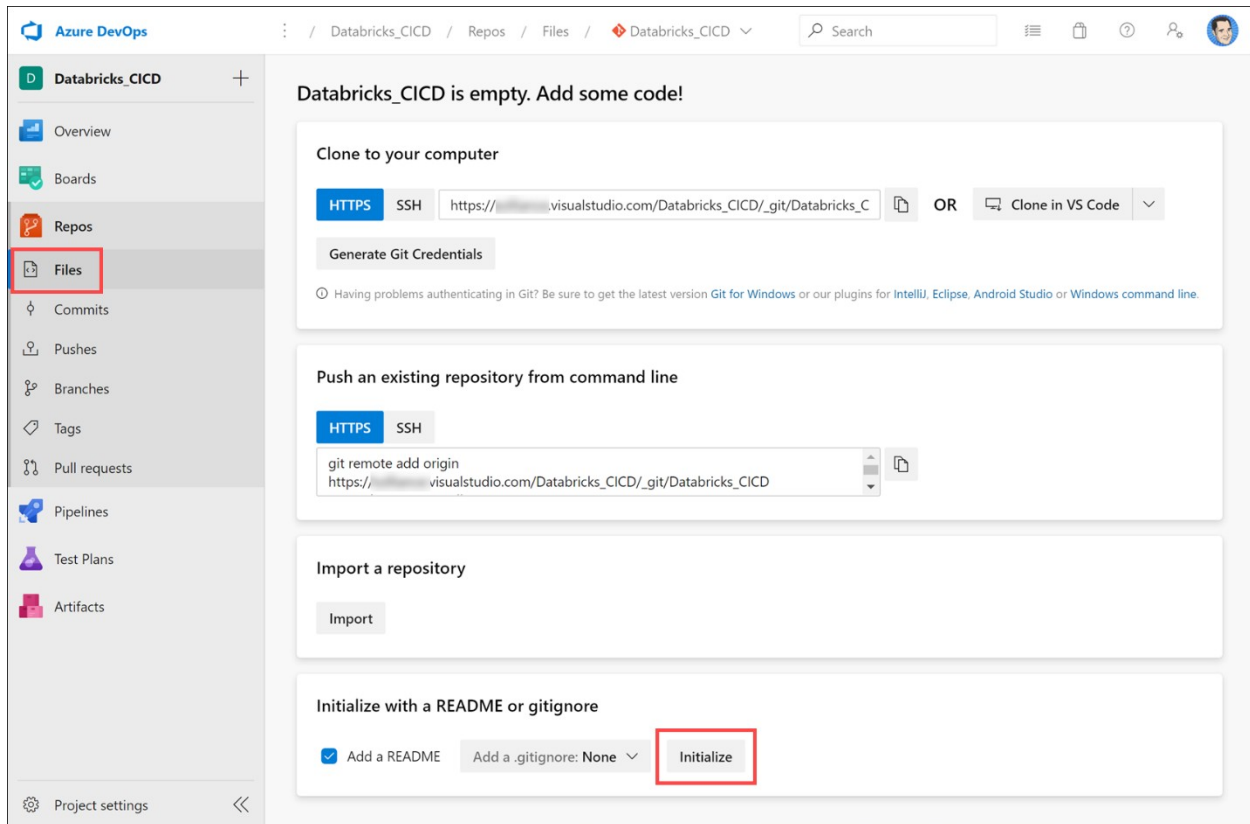 Azure DevOps
/ Databricks_CICD / Repos / Files / Databricks_CICD
Search
D Databricks_CICD
Overview
Boards
Repos
Files
Commits
Pushes
Branches
Tags
Pull requests
Pipelines
Test Plans
Artifacts
Project settings
Databricks_CICD is empty. Add some code!
Clone to your computer
HTTPS SSH https:// .visualstudio.com/Databricks_CICD/_git/Databricks_C OR Clone in VS Code
Generate Git Credentials
Having problems authenticating in Git? Be sure to get the latest version Git for Windows or our plugins for IntelliJ, Eclipse, Android Studio or Windows command line.
Push an existing repository from command line
HTTPS SSH
git remote add origin
https:// visualstudio.com/Databricks_CICD/_git/Databricks_CICD
Import a repository
Import
Initialize with a README or gitignore
Add a README Add a .gitignore: None Initialize